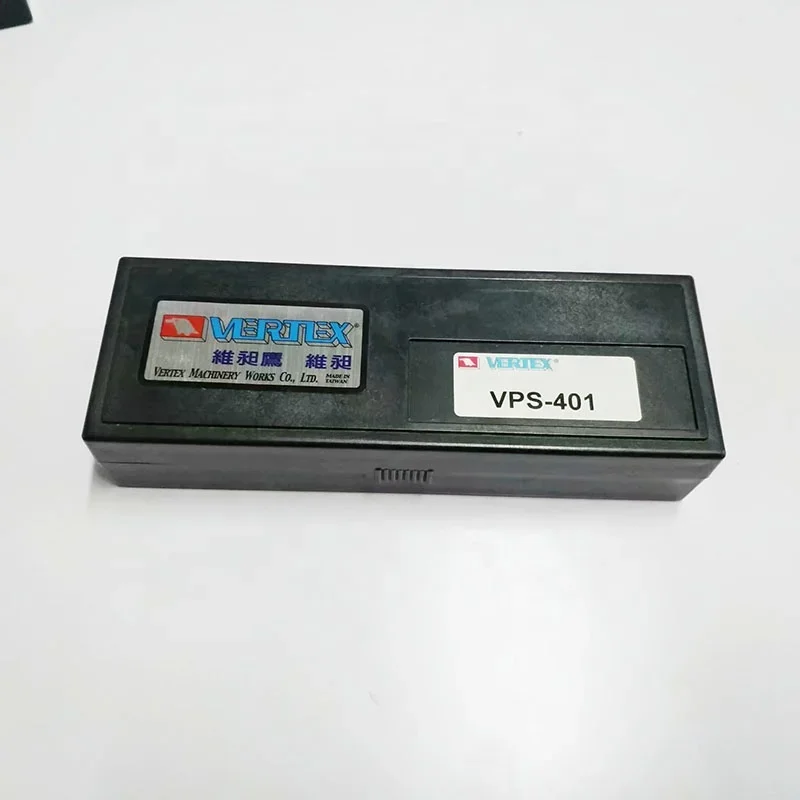 VERTEX®
維昶鷹 維昶
VERTEX MACHINERY WORKS CO., LTD. MADE IN TAIWAN
VERTEX®
VPS-401